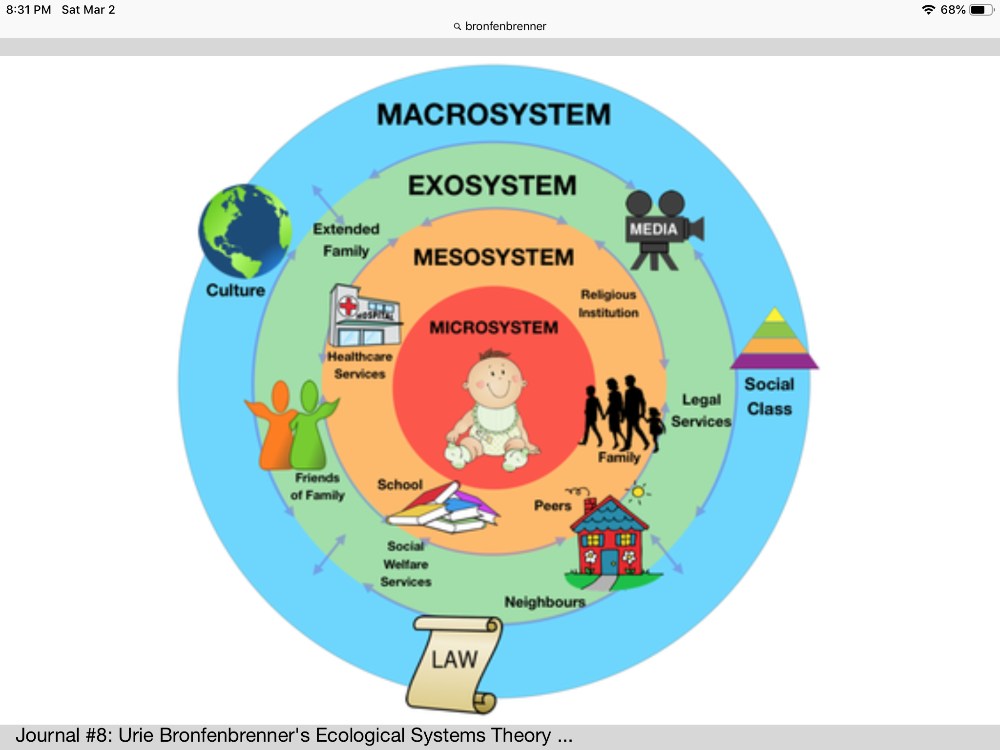 8:31 PM Sat Mar 2
68%
bronfenbrenner
MACROSYSTEM
EXOSYSTEM
MEDIA
Extended
Family
MESOSYSTEM
Culture
Religious
Institution
HOSPITAL
MICROSYSTEM
Healthcare
Services
Social
Class
Legal
Services
Family
Friends
of Family
School
Peers
Social
Welfare
Services
Neighbours
LAW
Journal #8: Urie Bronfenbrenner's Ecological Systems Theory ...